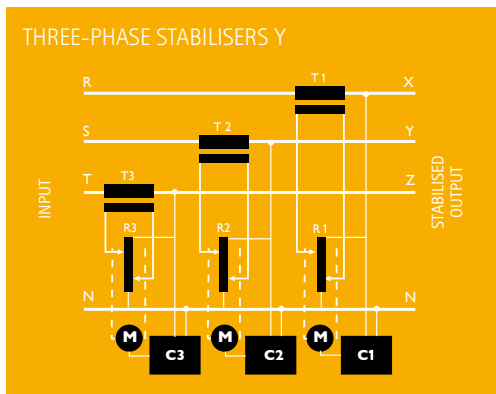 THREE-PHASE STABILISERS Y
T 1
R
X
T 2
S
Y
T3
T
Z
INPUT
STABILISED
OUTPUT
R3
R2
R 1
N
N
M
M
M
C3
C2
C1